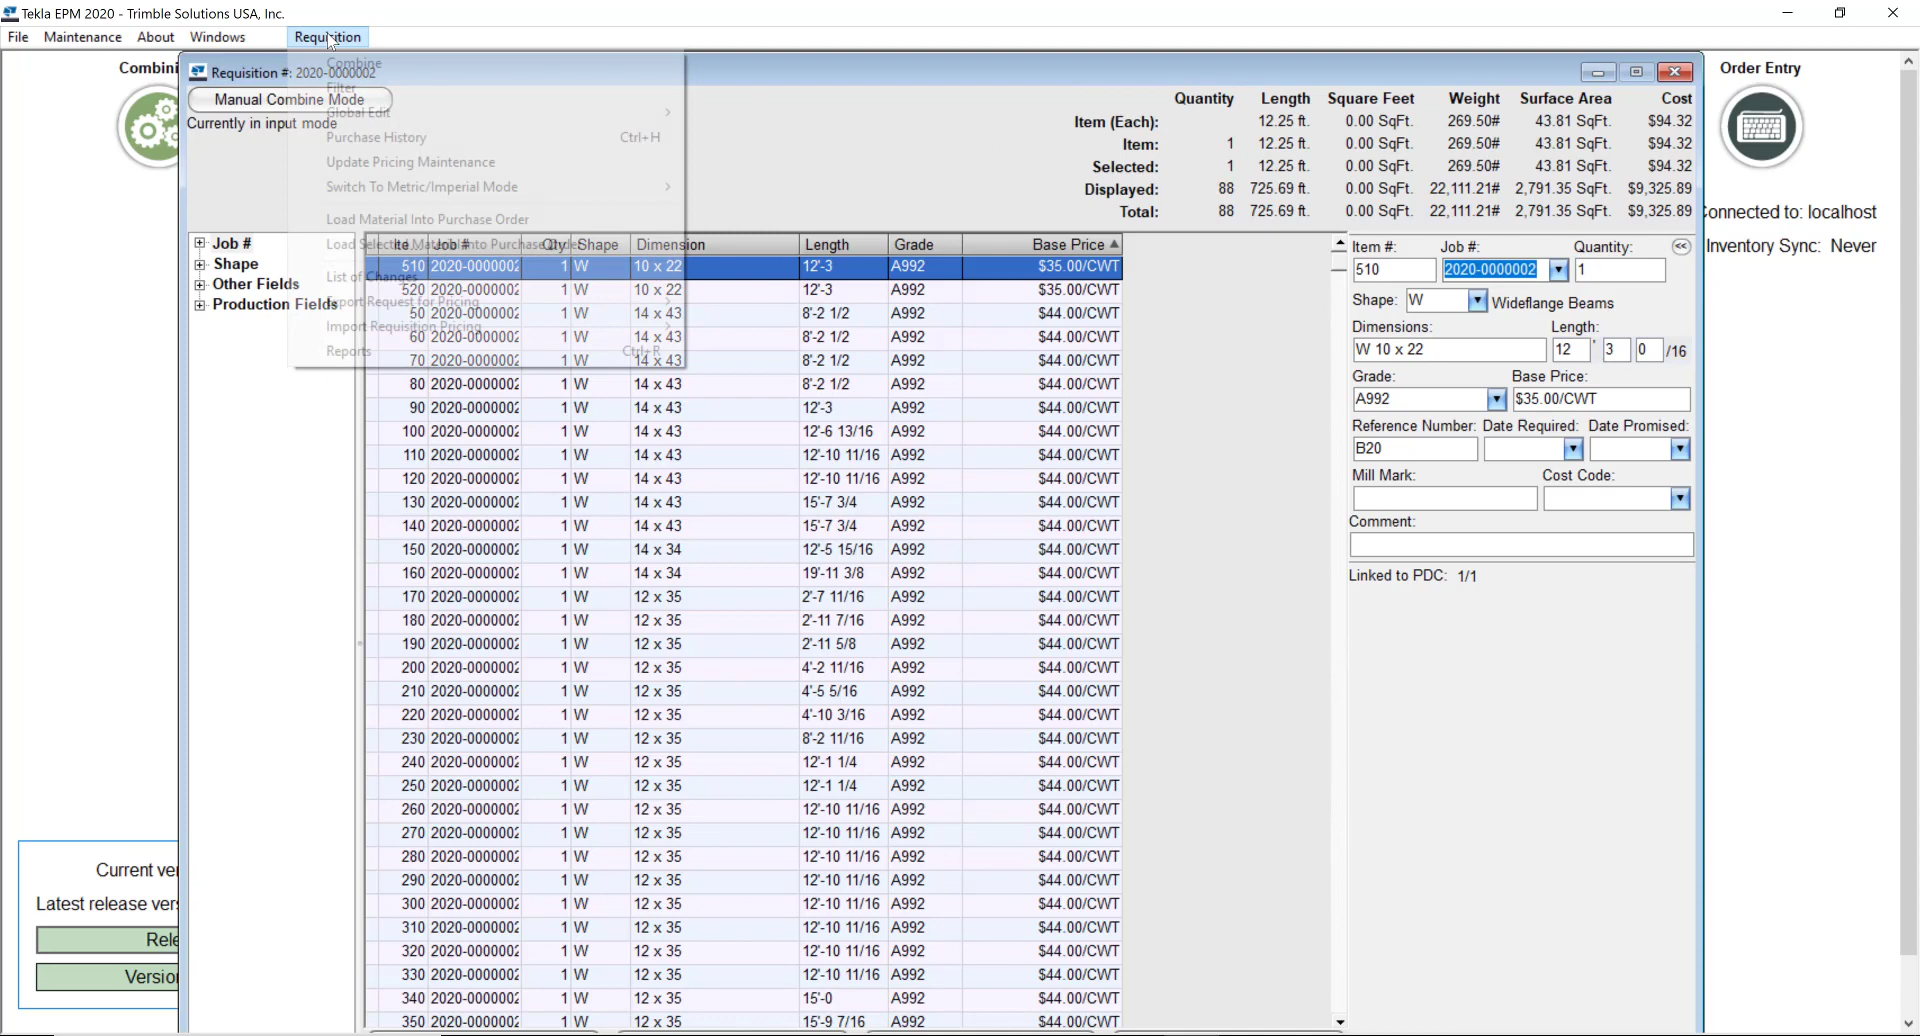 Tekla EPM 2020 - Trimble Solutions USA, Inc.
File Maintenance About Windows Requisition
Combini
Order Entry
Requisition #: 2020-0000002
Combine
Filter
Global Edit
Purchase History Ctrl+H
Update Pricing Maintenance
Switch To Metric/Imperial Mode
Load Material Into Purchase Order
Load Selected Material Into Purchase Order
List of Changes
Export Request for Pricing
Import Requisition Pricing
Reports Ctrl+R
Manual Combine Mode
Currently in input mode
Quantity Length Square Feet Weight Surface Area Cost
Item (Each): 12.25 ft. 0.00 SqFt. 269.50# 43.81 SqFt. $94.32
Item: 1 12.25 ft. 0.00 SqFt. 269.50# 43.81 SqFt. $94.32
Selected: 1 12.25 ft. 0.00 SqFt. 269.50# 43.81 SqFt. $94.32
Displayed: 88 725.69 ft. 0.00 SqFt. 22,111.21# 2,791.35 SqFt. $9,325.89
Total: 88 725.69 ft. 0.00 SqFt. 22,111.21# 2,791.35 SqFt. $9,325.89
onnected to: localhost
Inventory Sync: Never
Job #
Shape
Other Fields
Production Fields
Ite... Job # Qty Shape Dimension Length Grade Base Price
510 2020-0000002 1 W 10 x 22 12'-3 A992 $35.00/CWT
520 2020-0000002 1 W 10 x 22 12'-3 A992 $35.00/CWT
50 2020-0000002 1 W 14 x 43 8'-2 1/2 A992 $44.00/CWT
60 2020-0000002 1 W 14 x 43 8'-2 1/2 A992 $44.00/CWT
70 2020-0000002 1 W 14 x 43 8'-2 1/2 A992 $44.00/CWT
80 2020-0000002 1 W 14 x 43 8'-2 1/2 A992 $44.00/CWT
90 2020-0000002 1 W 14 x 43 12'-3 A992 $44.00/CWT
100 2020-0000002 1 W 14 x 43 12'-6 13/16 A992 $44.00/CWT
110 2020-0000002 1 W 14 x 43 12'-10 11/16 A992 $44.00/CWT
120 2020-0000002 1 W 14 x 43 12'-10 11/16 A992 $44.00/CWT
130 2020-0000002 1 W 14 x 43 15'-7 3/4 A992 $44.00/CWT
140 2020-0000002 1 W 14 x 43 15'-7 3/4 A992 $44.00/CWT
150 2020-0000002 1 W 14 x 34 12'-5 15/16 A992 $44.00/CWT
160 2020-0000002 1 W 14 x 34 19'-11 3/8 A992 $44.00/CWT
170 2020-0000002 1 W 12 x 35 2'-7 11/16 A992 $44.00/CWT
180 2020-0000002 1 W 12 x 35 2'-11 7/16 A992 $44.00/CWT
190 2020-0000002 1 W 12 x 35 2'-11 5/8 A992 $44.00/CWT
200 2020-0000002 1 W 12 x 35 4'-2 11/16 A992 $44.00/CWT
210 2020-0000002 1 W 12 x 35 4'-5 5/16 A992 $44.00/CWT
220 2020-0000002 1 W 12 x 35 4'-10 3/16 A992 $44.00/CWT
230 2020-0000002 1 W 12 x 35 8'-2 11/16 A992 $44.00/CWT
240 2020-0000002 1 W 12 x 35 12'-1 1/4 A992 $44.00/CWT
250 2020-0000002 1 W 12 x 35 12'-1 1/4 A992 $44.00/CWT
260 2020-0000002 1 W 12 x 35 12'-10 11/16 A992 $44.00/CWT
270 2020-0000002 1 W 12 x 35 12'-10 11/16 A992 $44.00/CWT
280 2020-0000002 1 W 12 x 35 12'-10 11/16 A992 $44.00/CWT
290 2020-0000002 1 W 12 x 35 12'-10 11/16 A992 $44.00/CWT
300 2020-0000002 1 W 12 x 35 12'-10 11/16 A992 $44.00/CWT
310 2020-0000002 1 W 12 x 35 12'-10 11/16 A992 $44.00/CWT
320 2020-0000002 1 W 12 x 35 12'-10 11/16 A992 $44.00/CWT
330 2020-0000002 1 W 12 x 35 12'-10 11/16 A992 $44.00/CWT
340 2020-0000002 1 W 12 x 35 15'-0 A992 $44.00/CWT
350 2020-0000002 1 W 12 x 35 15'-9 7/16 A992 $44.00/CWT
Item #: Job #: Quantity:
510 2020-0000002 1
Shape: W Wideflange Beams
Dimensions: Length:
W 10 x 22 12 ' 3 0 /16
Grade: Base Price:
A992 $35.00/CWT
Reference Number: Date Required: Date Promised:
B20
Mill Mark: Cost Code:
Comment:
Linked to PDC: 1/1
Current ver
Latest release vers
Rele
Version